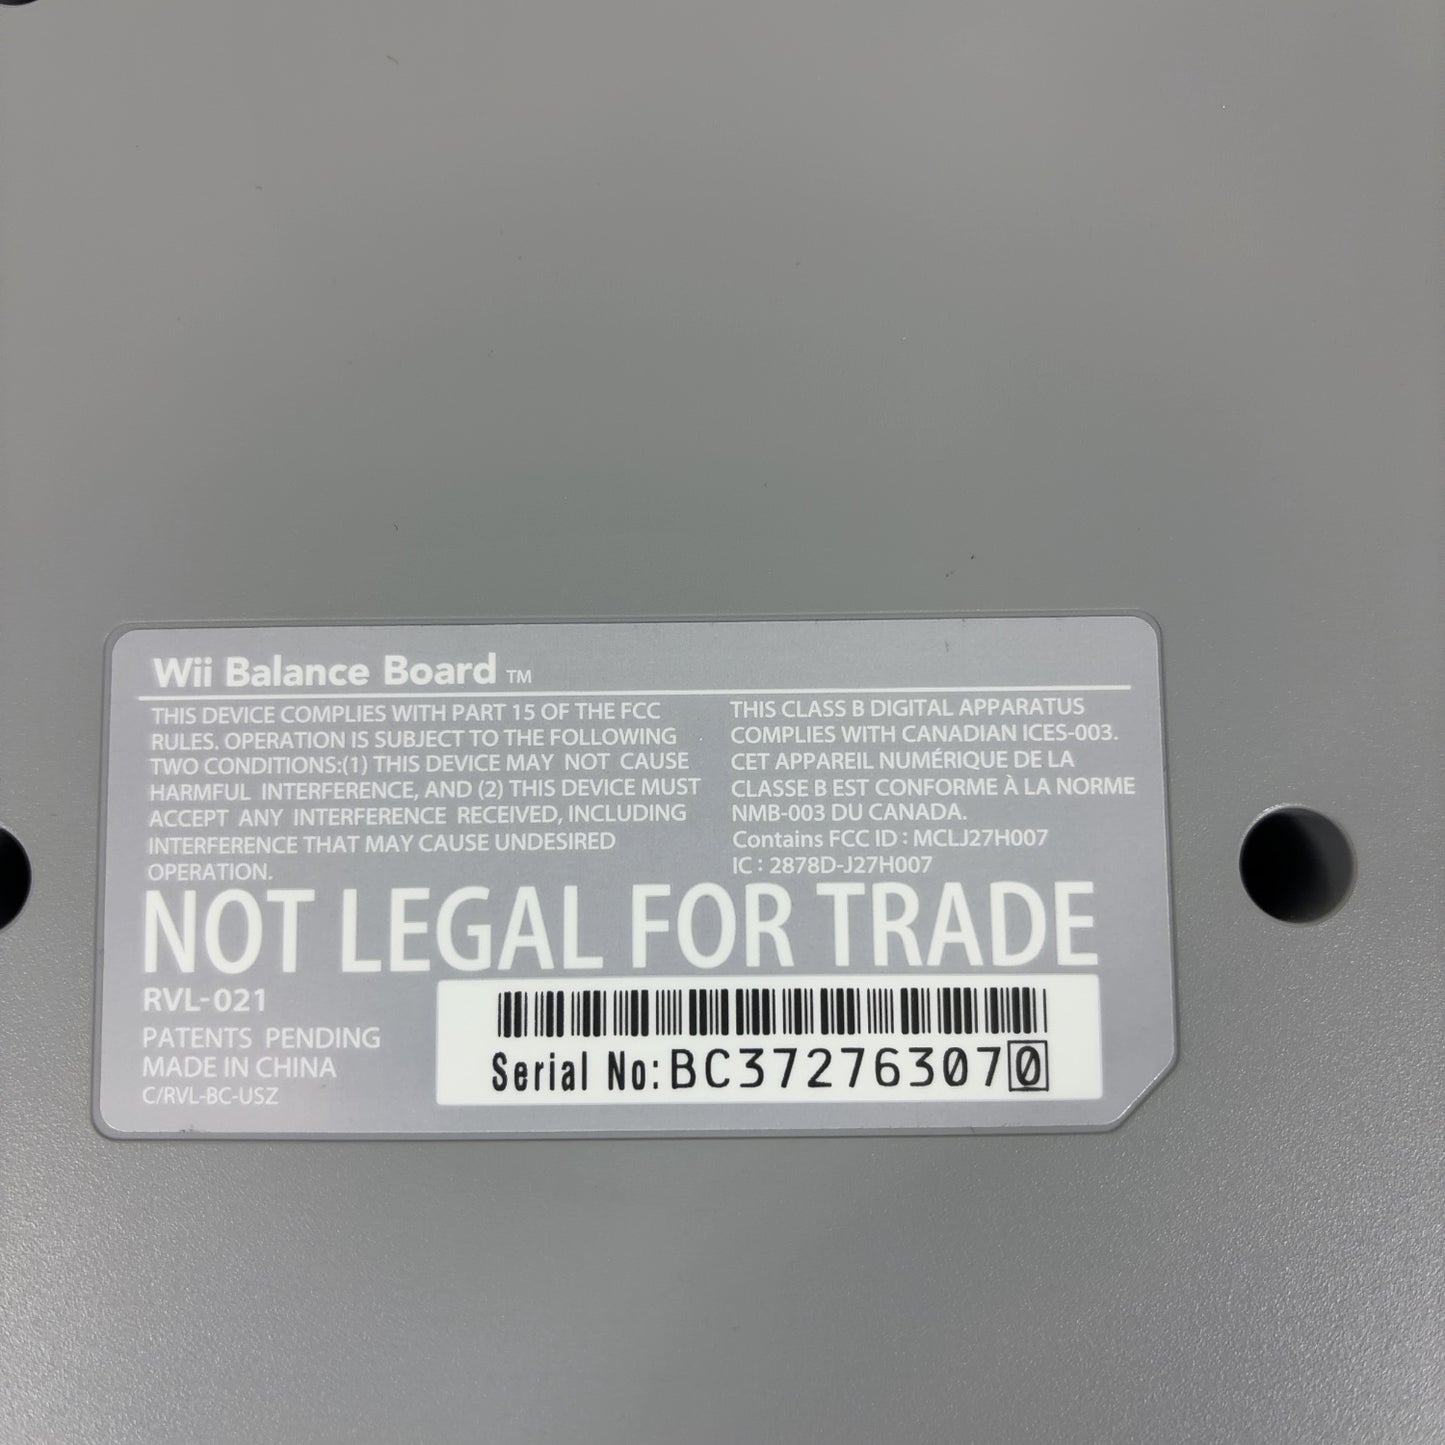 Wii Balance Board ™
THIS DEVICE COMPLIES WITH PART 15 OF THE FCC
RULES. OPERATION IS SUBJECT TO THE FOLLOWING
TWO CONDITIONS:(1) THIS DEVICE MAY NOT CAUSE
HARMFUL INTERFERENCE, AND (2) THIS DEVICE MUST
ACCEPT ANY INTERFERENCE RECEIVED, INCLUDING
INTERFERENCE THAT MAY CAUSE UNDESIRED
OPERATION.
THIS CLASS B DIGITAL APPARATUS
COMPLIES WITH CANADIAN ICES-003.
CET APPAREIL NUMÉRIQUE DE LA
CLASSE B EST CONFORME À LA NORME
NMB-003 DU CANADA.
Contains FCC ID : MCLJ27H007
IC : 2878D-J27H007
NOT LEGAL FOR TRADE
RVL-021
PATENTS PENDING
MADE IN CHINA
C/RVL-BC-USZ
Serial No:BC372763070